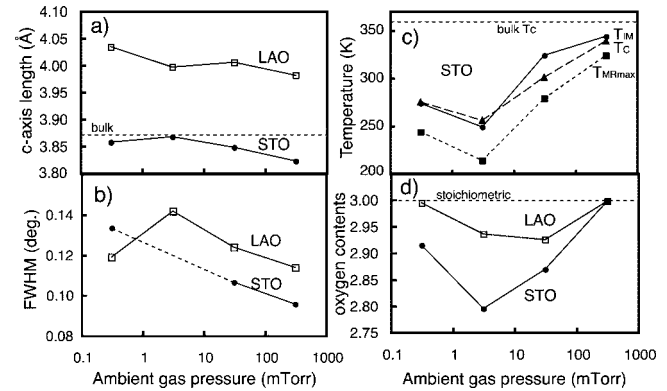 a)
c-axis length (Å)
4.10
4.05
4.00
3.95
3.90
3.85
3.80
LAO
bulk
STO
b)
FWHM (deg.)
0.14
0.12
0.10
0.08
LAO
STO
0.1 1 10 100 1000
Ambient gas pressure (mTorr)
c)
Temperature (K)
350
300
250
200
bulk Tc
STO
TIM
TC
TMRmax
d)
oxygen contents
3.00
2.95
2.90
2.85
2.80
2.75
stoichiometric
LAO
STO
0.1 1 10 100 1000
Ambient gas pressure (mTorr)